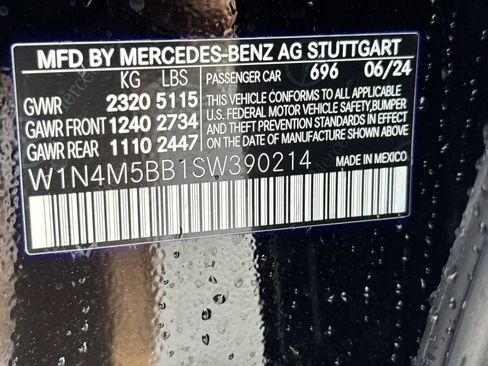 MFD BY MERCEDES-BENZ AG STUTTGART
KG LBS PASSENGER CAR 696 06/24
GVWR 2320 5115
GAWR FRONT 1240 2734
GAWR REAR 1110 2447
THIS VEHICLE CONFORMS TO ALL APPLICABLE
U.S. FEDERAL MOTOR VEHICLE SAFETY, BUMPER
AND THEFT PREVENTION STANDARDS IN EFFECT
ON THE DATE OF MANUFACTURE SHOWN ABOVE
W1N4M5BB1SW390214 MADE IN MEXICO